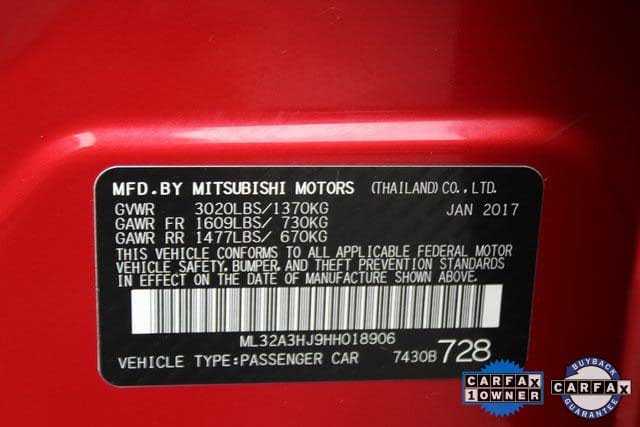 MFD.BY MITSUBISHI MOTORS (THAILAND)CO.,LTD.
GVWR 3020LBS/1370KG JAN 2017
GAWR FR 1609LBS/ 730KG
GAWR RR 1477LBS/ 670KG
THIS VEHICLE CONFORMS TO ALL APPLICABLE FEDERAL MOTOR
VEHICLE SAFETY, BUMPER, AND THEFT PREVENTION STANDARDS
IN EFFECT ON THE DATE OF MANUFACTURE SHOWN ABOVE.
ML32A3HJ9HH018906
VEHICLE TYPE:PASSENGER CAR 7430B 728
CARFAX
1 OWNER
BUYBACK
CARFAX
GUARANTEE